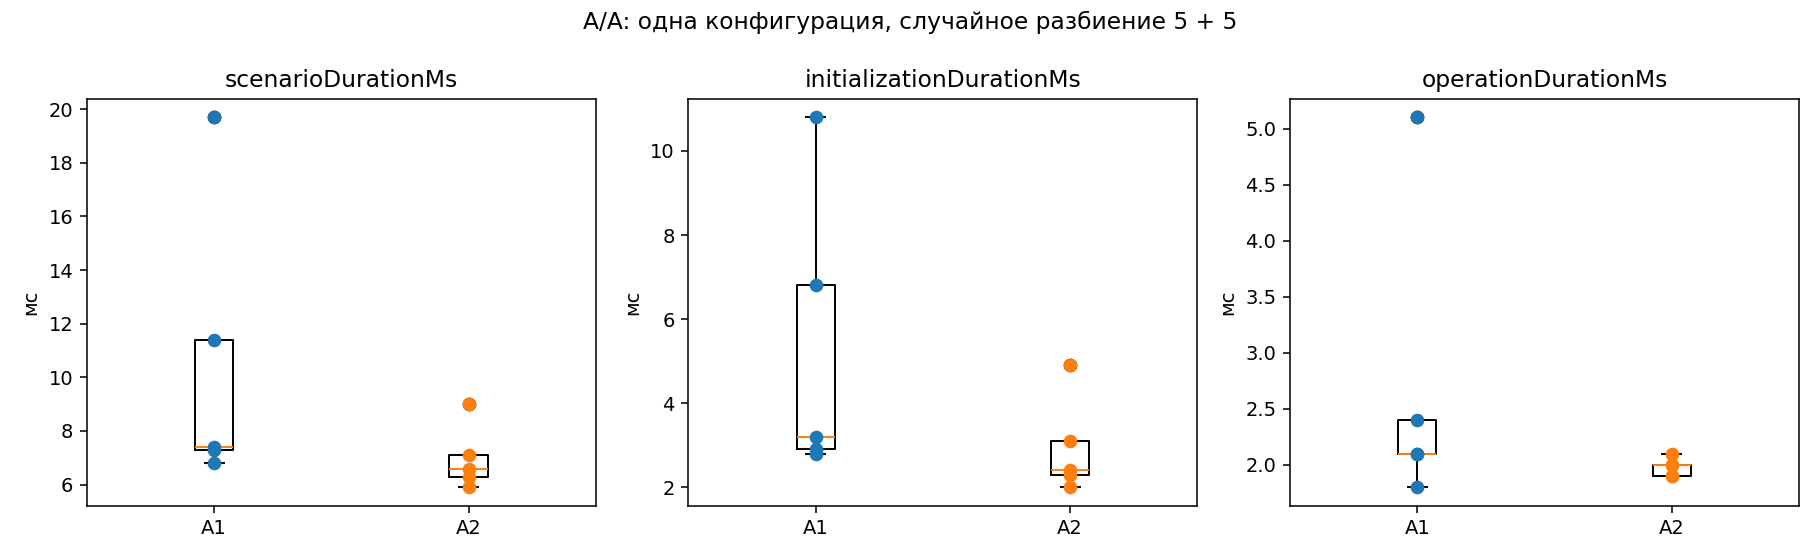 А/А: одна конфигурация, случайное разбиение 5 + 5
scenarioDurationMs
initializationDurationMs
operationDurationMs
20
18
16
14
12
10
8
6
мс
A1
A2
10
8
6
4
2
мс
A1
A2
5.0
4.5
4.0
3.5
3.0
2.5
2.0
мс
A1
A2